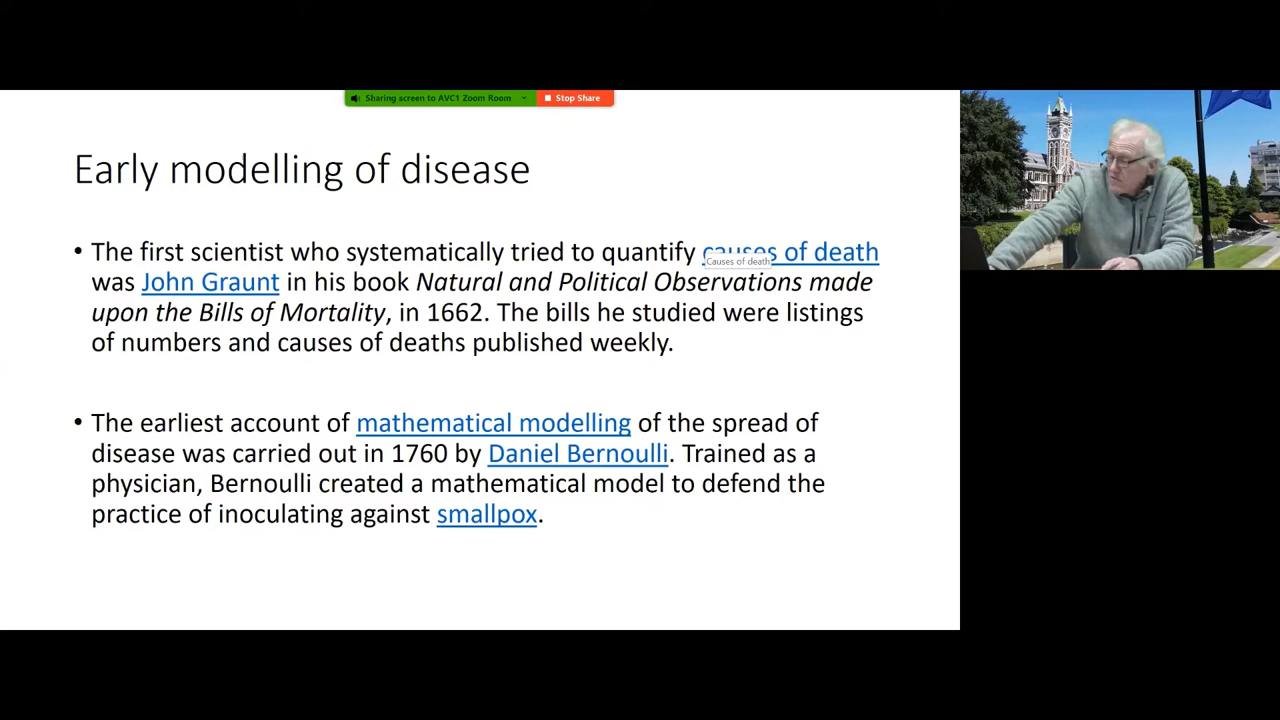 Sharing screen to AVC1 Zoom Room
Stop Share
Early modelling of disease
• The first scientist who systematically tried to quantify causes of death
Causes of death
was John Graunt in his book Natural and Political Observations made
upon the Bills of Mortality, in 1662. The bills he studied were listings
of numbers and causes of deaths published weekly.
• The earliest account of mathematical modelling of the spread of
disease was carried out in 1760 by Daniel Bernoulli. Trained as a
physician, Bernoulli created a mathematical model to defend the
practice of inoculating against smallpox.